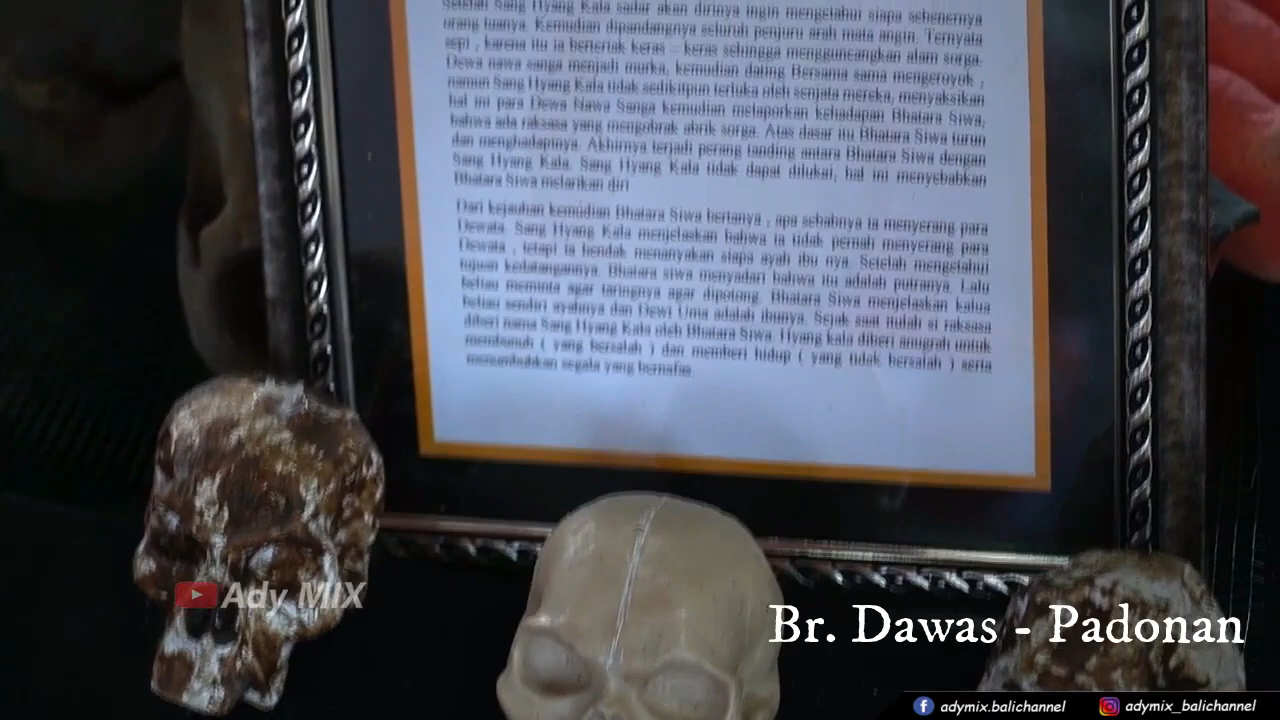 Setelah Sang Hyang Kala sadar akan dirinya ingin mengetahui siapa sebenernya
orang tuanya. Kemudian dipandangnya seluruh penjuru arah mata angin. Ternyata
sepi , karena itu ia berteriak keras – keras sehingga mengguncangkan alam sorga.
Dewa nawa sanga menjadi murka, kemudian dating Bersama sama mengeroyok ,
namun Sang Hyang Kala tidak sedikitpun terluka oleh senjata mereka, menyaksikan
hal ini para Dewa Nawa Sanga kemudian melaporkan kehadapan Bhatara Siwa,
bahwa ada raksasa yang mengobrak abrik sorga. Atas dasar itu Bhatara Siwa turun
dan menghadapinya. Akhirnya terjadi perang tanding antara Bhatara Siwa dengan
Sang Hyang Kala. Sang Hyang Kala tidak dapat dilukai, hal ini menyebabkan
Bhatara Siwa melarikan diri
Dari kejauhan kemudian Bhatara Siwa bertanya , apa sebabnya ia menyerang para
Dewata. Sang Hyang Kala menjelaskan bahwa ia tidak pernah menyerang para
Dewata , tetapi ia hendak menanyakan siapa ayah ibu nya. Setelah mengetahui
tujuan kedatangannya. Bhatara siwa menyadari bahwa itu adalah putranya. Lalu
beliau meminta agar taringnya agar dipotong. Bhatara Siwa menjelaskan kalua
beliau sendiri ayahnya dan Dewi Uma adalah ibunya. Sejak saat itulah si raksasa
diberi nama Sang Hyang Kala oleh Bhatara Siwa. Hyang kala diberi anugrah untuk
membunuh ( yang bersalah ) dan memberi hidup ( yang tidak bersalah ) serta
menumbuhkan segala yang bernafas.
Ady MIX
Br. Dawas - Padonan
adymix.balichannel
adymix_balichannel